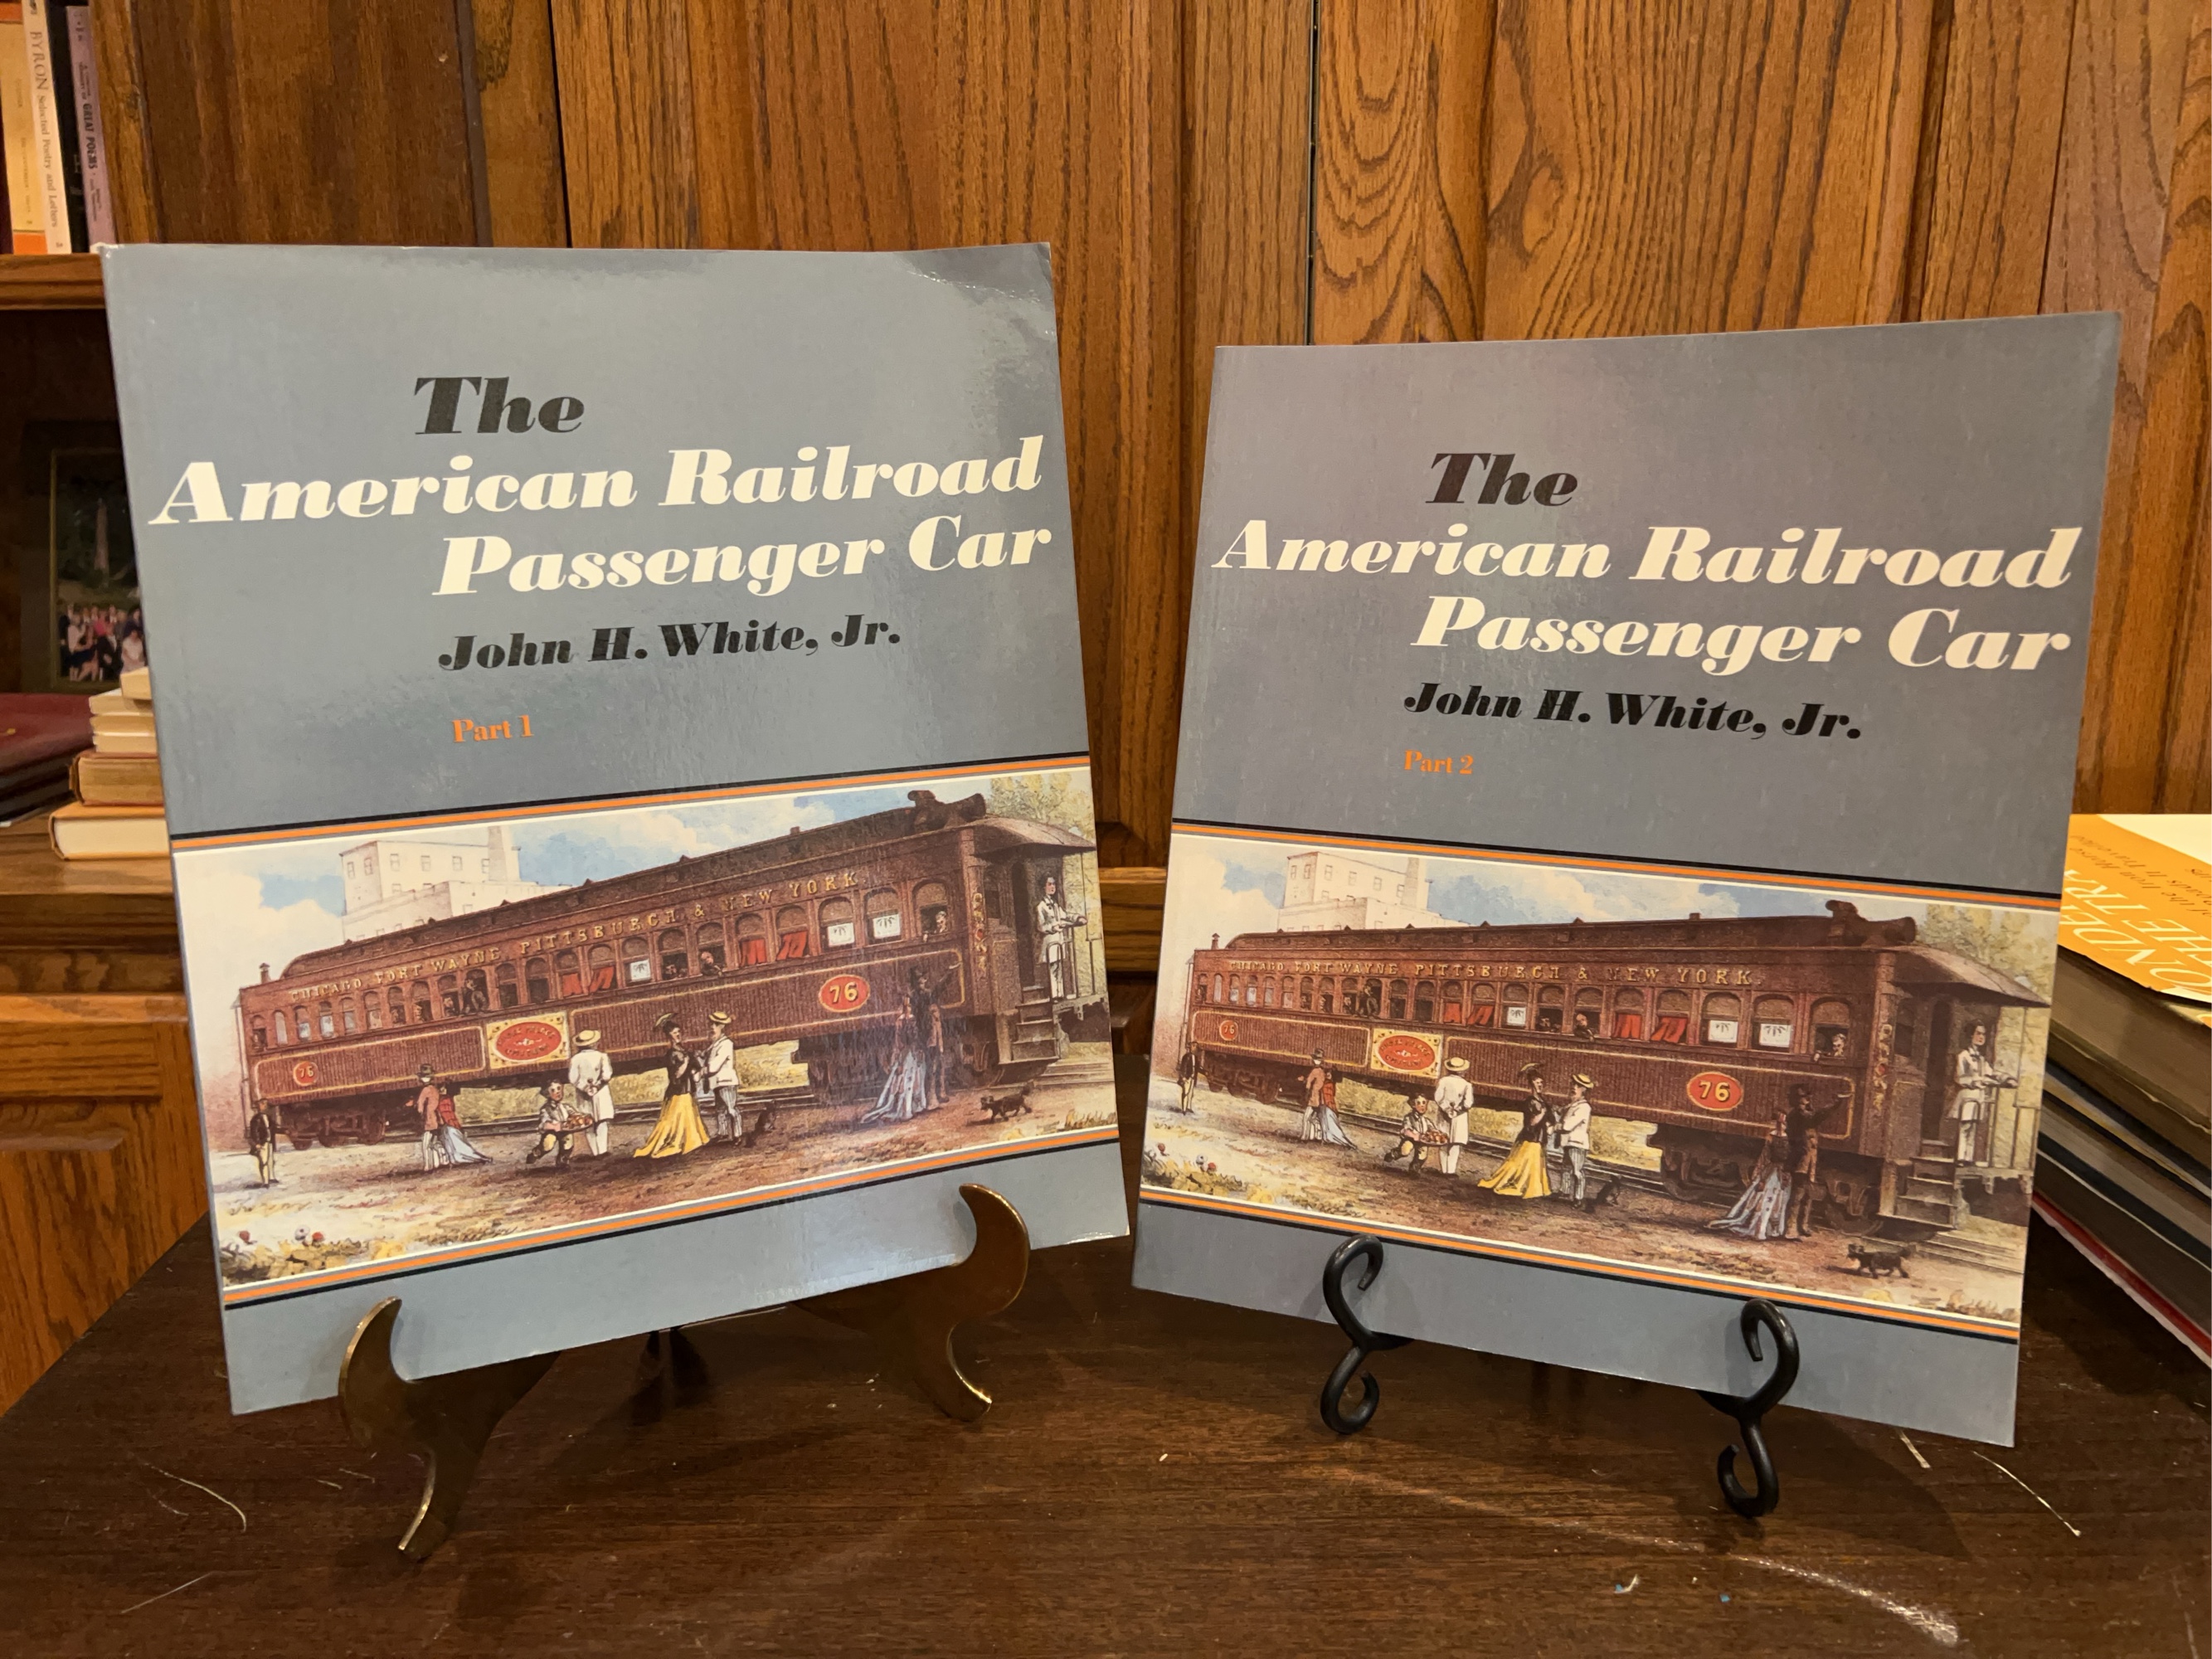 BYRON Selected Poetry and Letters
GREAT POEMS
The
American Railroad
Passenger Car
John H. White, Jr.
Part 1
CHICAGO, FORT WAYNE, PITTSBURGH & NEW YORK
76
76
The
American Railroad
Passenger Car
John H. White, Jr.
Part 2
CHICAGO, FORT WAYNE, PITTSBURGH & NEW YORK.
76
76